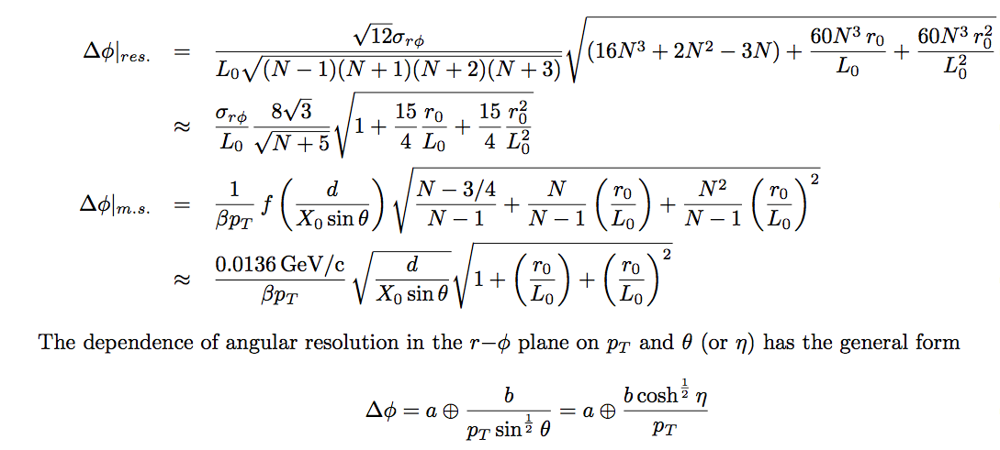 $\Delta\phi|_{res.} = \frac{\sqrt{12}\sigma_{r\phi}}{L_0\sqrt{(N-1)(N+1)(N+2)(N+3)}}\sqrt{(16N^3+2N^2-3N)+\frac{60N^3\,r_0}{L_0}+\frac{60N^3\,r_0^2}{L_0^2}}$
$\approx \frac{\sigma_{r\phi}}{L_0}\frac{8\sqrt{3}}{\sqrt{N+5}}\sqrt{1+\frac{15}{4}\frac{r_0}{L_0}+\frac{15}{4}\frac{r_0^2}{L_0^2}}$
$\Delta\phi|_{m.s.} = \frac{1}{\beta p_T}f\left(\frac{d}{X_0\sin\theta}\right)\sqrt{\frac{N-3/4}{N-1}+\frac{N}{N-1}\left(\frac{r_0}{L_0}\right)+\frac{N^2}{N-1}\left(\frac{r_0}{L_0}\right)^2}$
$\approx \frac{0.0136\,\text{GeV/c}}{\beta p_T}\sqrt{\frac{d}{X_0\sin\theta}}\sqrt{1+\left(\frac{r_0}{L_0}\right)+\left(\frac{r_0}{L_0}\right)^2}$
The dependence of angular resolution in the $r-\phi$ plane on $p_T$ and $\theta$ (or $\eta$) has the general form
$\Delta\phi = a \oplus \frac{b}{p_T\sin^{\frac{1}{2}}\theta} = a \oplus \frac{b\cosh^{\frac{1}{2}}\eta}{p_T}$